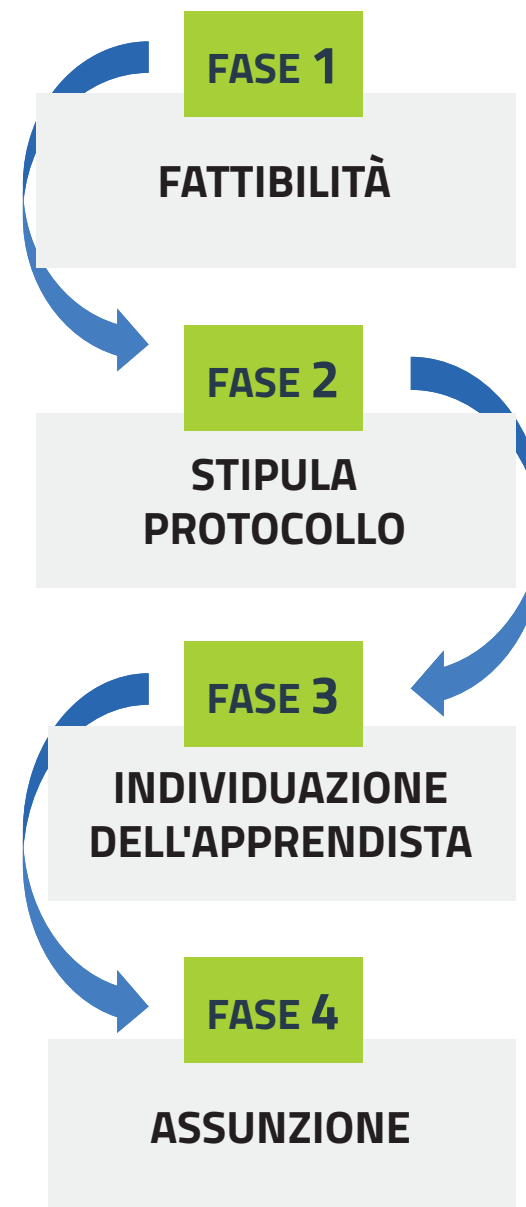 FASE 1
FATTIBILITÀ
FASE 2
STIPULA
PROTOCOLLO
FASE 3
INDIVIDUAZIONE
DELL'APPRENDISTA
FASE 4
ASSUNZIONE